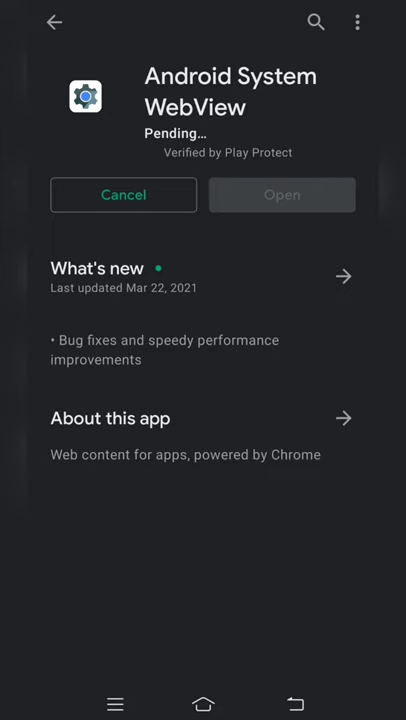 Android System
WebView
Pending...
Verified by Play Protect
Cancel
Open
What's new
Last updated Mar 22, 2021
• Bug fixes and speedy performance
improvements
About this app
Web content for apps, powered by Chrome